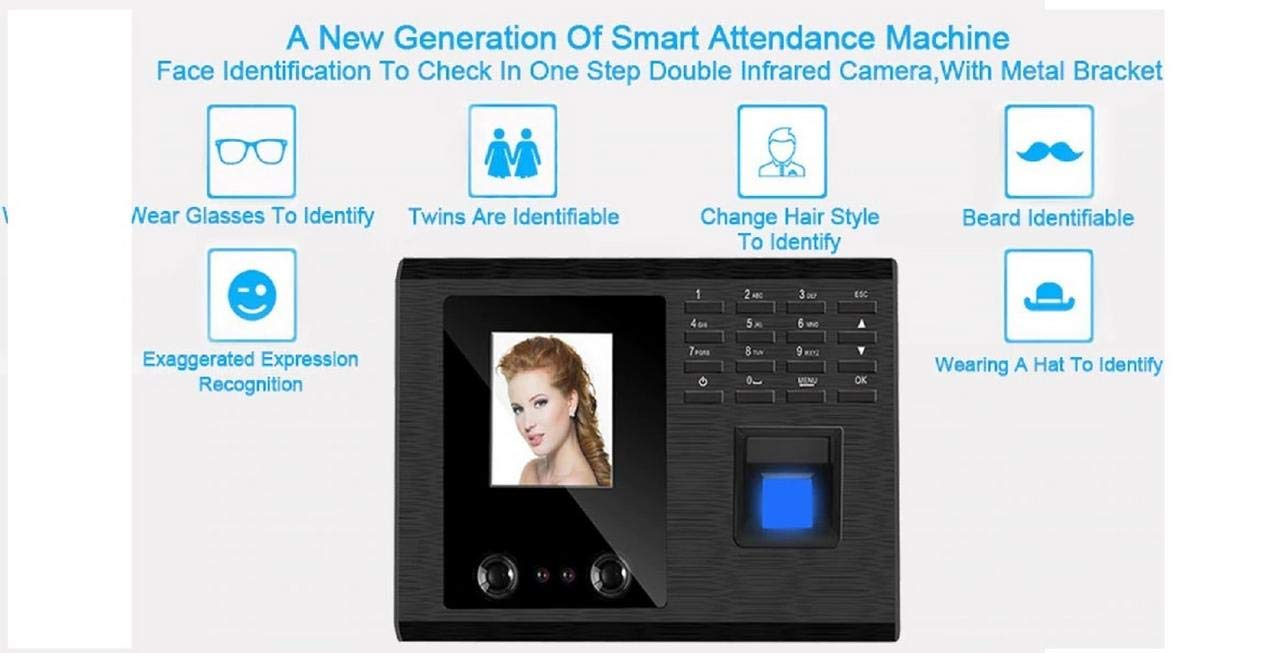 A New Generation Of Smart Attendance Machine
Face Identification To Check In One Step Double Infrared Camera,With Metal Bracket
Wear Glasses To Identify
Twins Are Identifiable
Change Hair Style
To Identify
Beard Identifiable
Exaggerated Expression
Recognition
Wearing A Hat To Identify
1 2 ABC 3 DEF ESC
4 GHI 5 JKL 6 MNO ▲
7 PQRS 8 TUV 9 WXYZ ▼
0 MENU OK